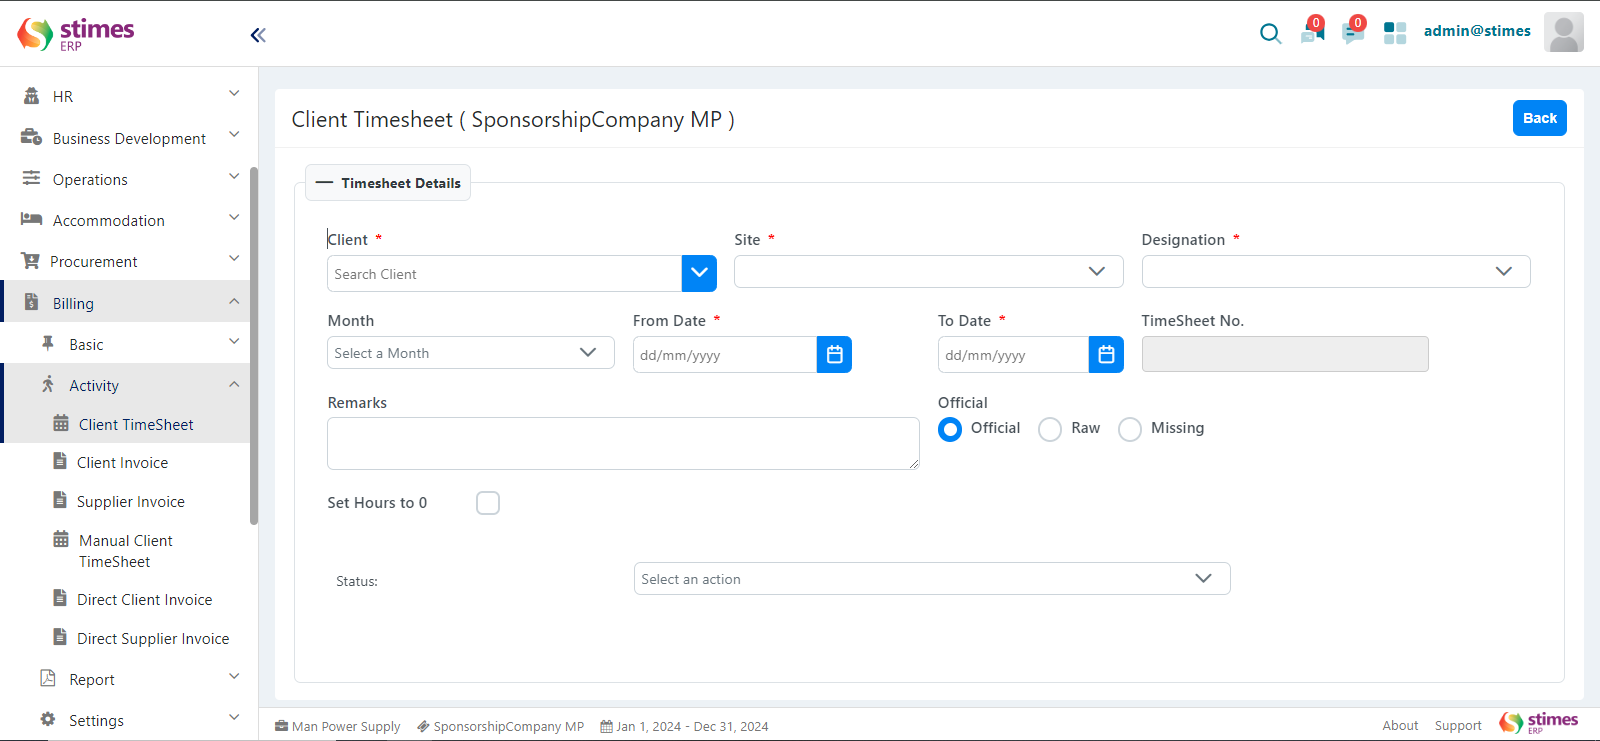 stimes
ERP
0
0
admin@stimes
HR
Business Development
Operations
Accommodation
Procurement
Billing
Basic
Activity
Client TimeSheet
Client Invoice
Supplier Invoice
Manual Client
TimeSheet
Direct Client Invoice
Direct Supplier Invoice
Report
Settings
Client Timesheet ( SponsorshipCompany MP )
Back
Timesheet Details
Client * Site * Designation *
Search Client
Month From Date * To Date * TimeSheet No.
Select a Month dd/mm/yyyy dd/mm/yyyy
Remarks Official
Official Raw Missing
Set Hours to 0
Status: Select an action
Man Power Supply SponsorshipCompany MP Jan 1, 2024 - Dec 31, 2024
About Support stimes
ERP